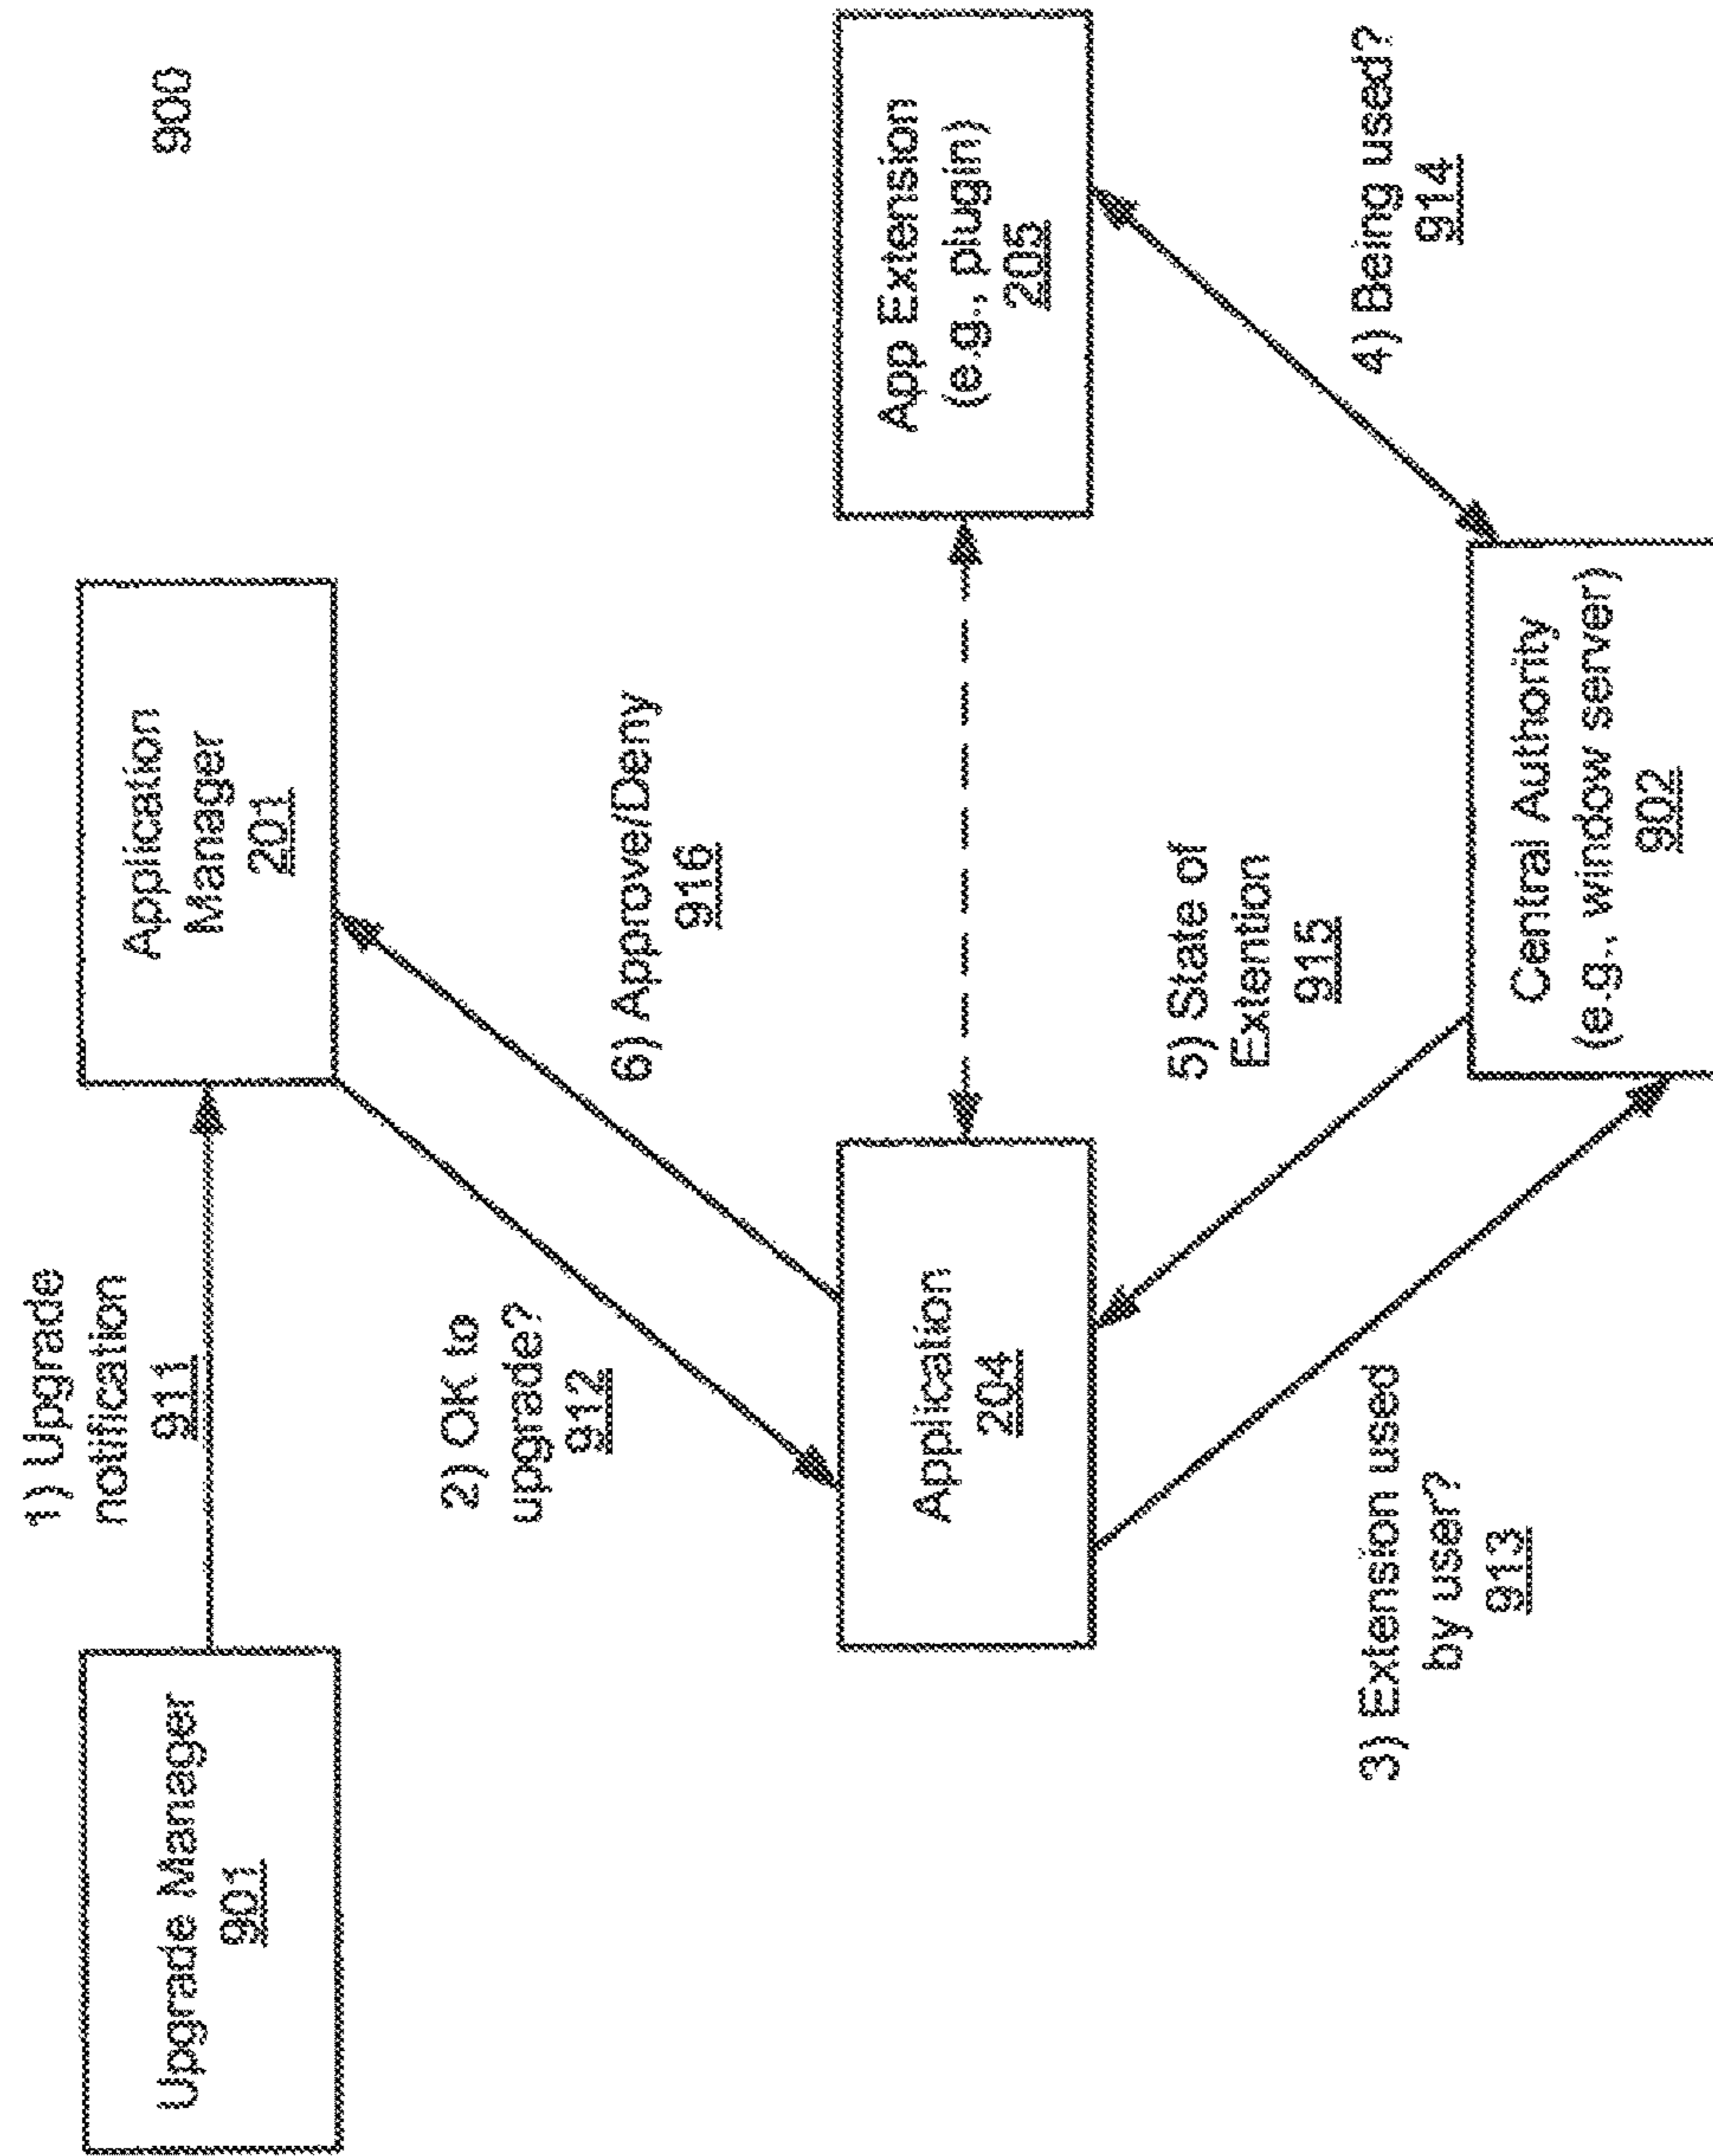 900
1) Upgrade
notification
911
Upgrade Manager
901
Application
Manager
201
2) OK to
upgrade?
912
6) Approve/Deny
916
Application
204
App Extension
(e.g., plugin)
205
3) Extension used
by user?
913
5) State of
Extention
915
4) Being used?
914
Central Authority
(e.g., window server)
902